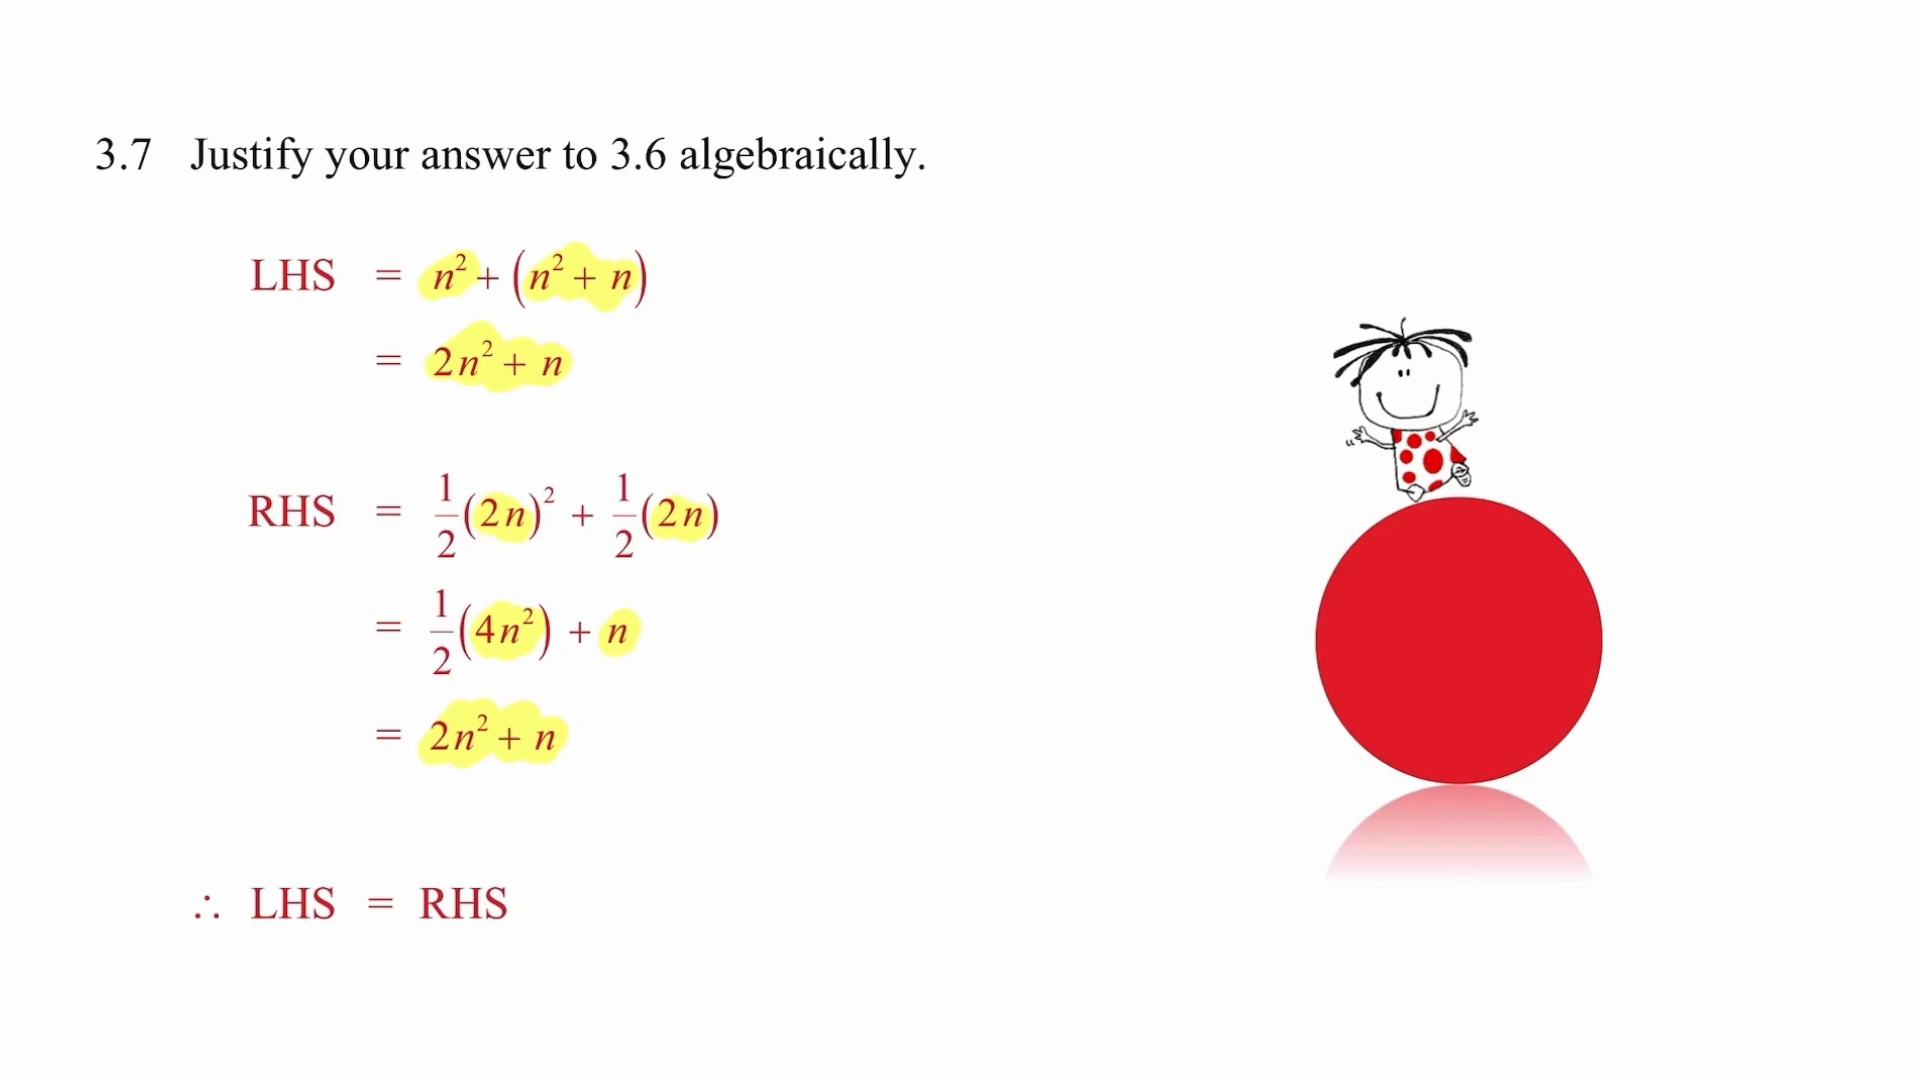 3.7 Justify your answer to 3.6 algebraically.
LHS = n² + (n² + n)
= 2n² + n
RHS = 1/2(2n)² + 1/2(2n)
= 1/2(4n²) + n
= 2n² + n
∴ LHS = RHS